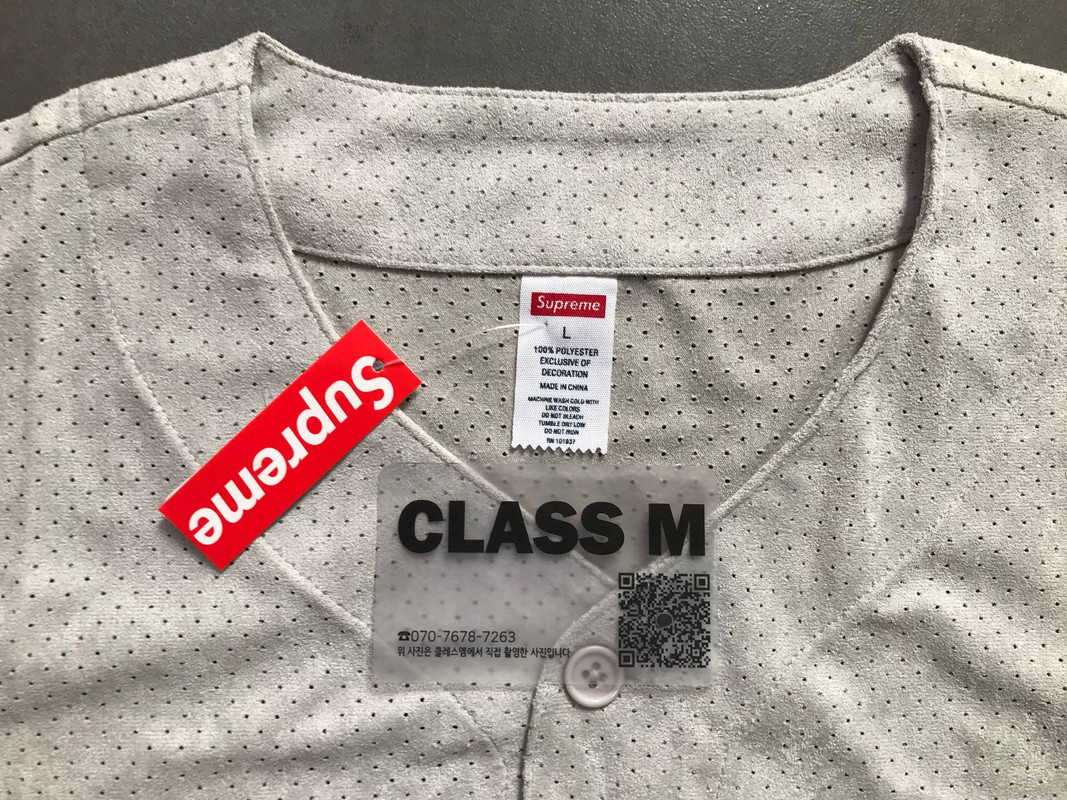 Supreme
L
100% POLYESTER
EXCLUSIVE OF
DECORATION
MADE IN CHINA
MACHINE WASH COLD WITH
LIKE COLORS
DO NOT BLEACH
TUMBLE DRY LOW
DO NOT IRON
RN 101837
Supreme
CLASS M
☎070-7678-7263
위 사진은 클레스엠에서 직접 촬영한 사진입니다